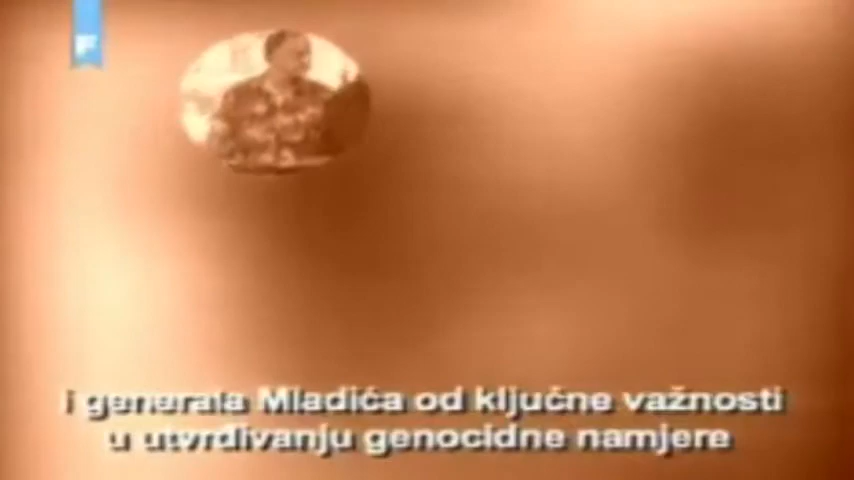 F
i generala Mladića od ključne važnosti
u utvrđivanju genocidne namjere